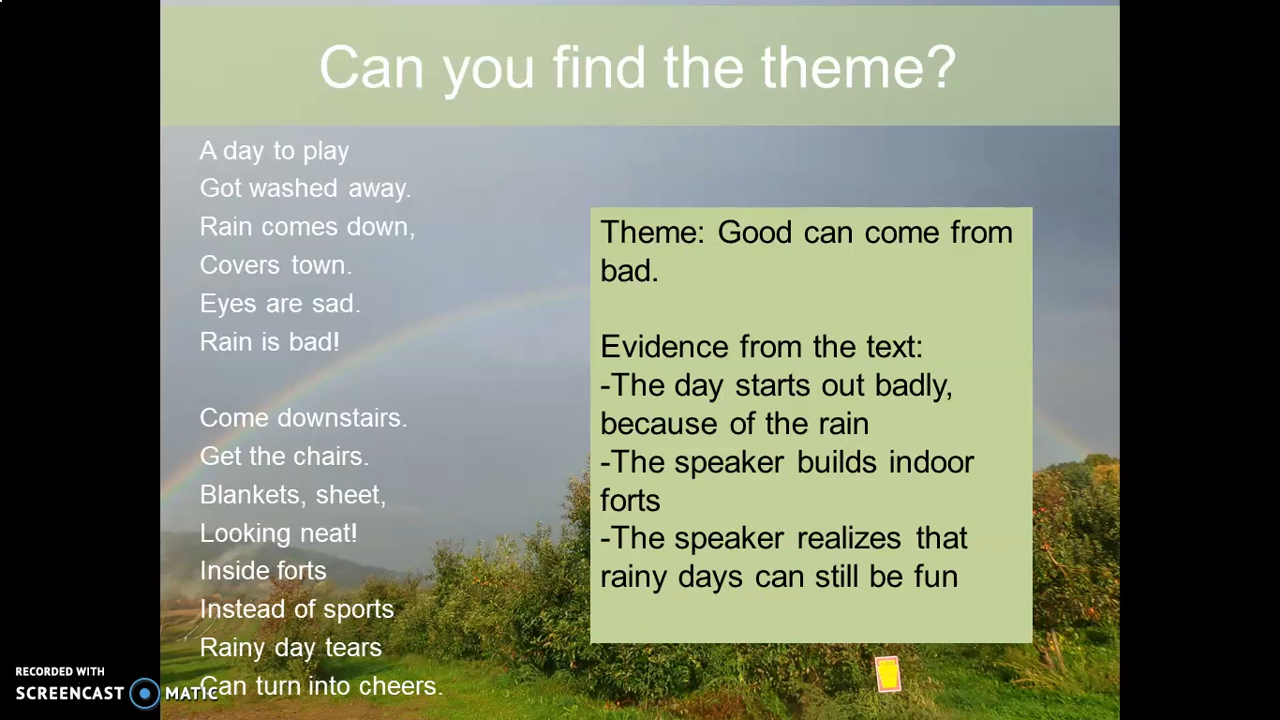 Can you find the theme?
A day to play
Got washed away.
Rain comes down,
Covers town.
Eyes are sad.
Rain is bad!
Come downstairs.
Get the chairs.
Blankets, sheet,
Looking neat!
Inside forts
Instead of sports
Rainy day tears
Can turn into cheers.
Theme: Good can come from
bad.
Evidence from the text:
-The day starts out badly,
because of the rain
-The speaker builds indoor
forts
-The speaker realizes that
rainy days can still be fun
RECORDED WITH
SCREENCAST MATIC